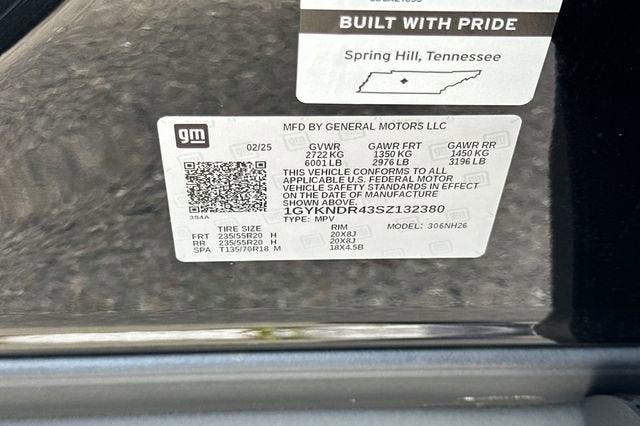 BUILT WITH PRIDE
Spring Hill, Tennessee
gm
MFD BY GENERAL MOTORS LLC
02/25 GVWR GAWR FRT GAWR RR
2722 KG 1350 KG 1450 KG
6001 LB 2976 LB 3196 LB
THIS VEHICLE CONFORMS TO ALL
APPLICABLE U.S. FEDERAL MOTOR
VEHICLE SAFETY STANDARDS IN EFFECT
ON THE DATE OF MANUFACTURE
SHOWN ABOVE.
1GYKNDR43SZ132380
TYPE: MPV MODEL: 306NH26
TIRE SIZE RIM
FRT 235/55R20 H 20X8J
RR 235/55R20 H 20X8J
SPA T135/70R18 M 18X4.5B